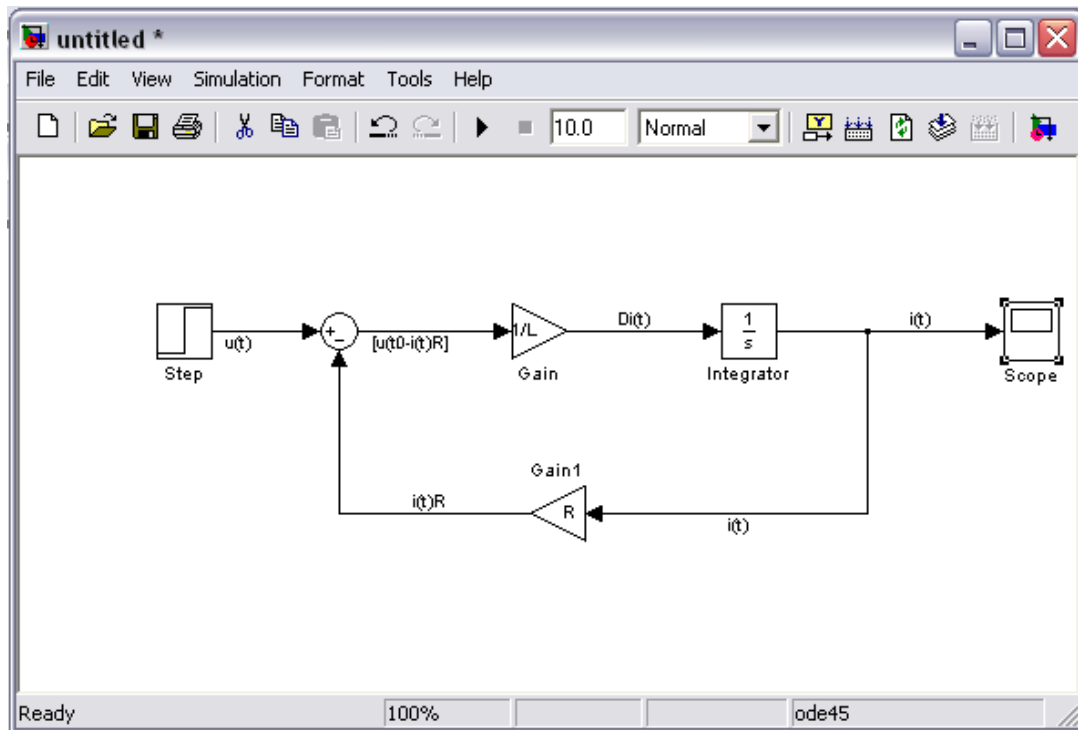 untitled *
File Edit View Simulation Format Tools Help
10.0 Normal
u(t)
Step
+
−
[u(t0-i(t)R]
1/L
Gain
Di(t)
1
s
Integrator
i(t)
Scope
Gain1
R
i(t)R
i(t)
Ready 100% ode45